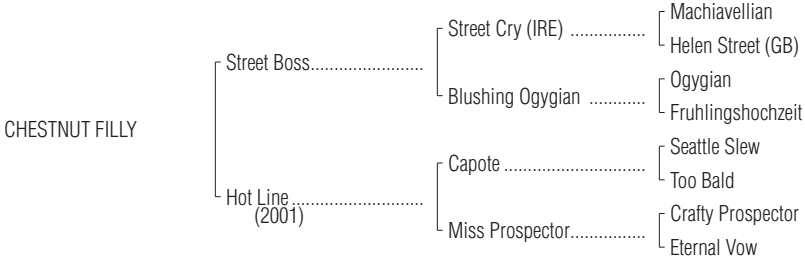 Machiavellian
Street Cry (IRE) ................
Helen Street (GB)
Street Boss........................
Ogygian
Blushing Ogygian ............
Fruhlingshochzeit
CHESTNUT FILLY
Seattle Slew
Capote ..............................
Too Bald
Hot Line............................
(2001)
Crafty Prospector
Miss Prospector................
Eternal Vow